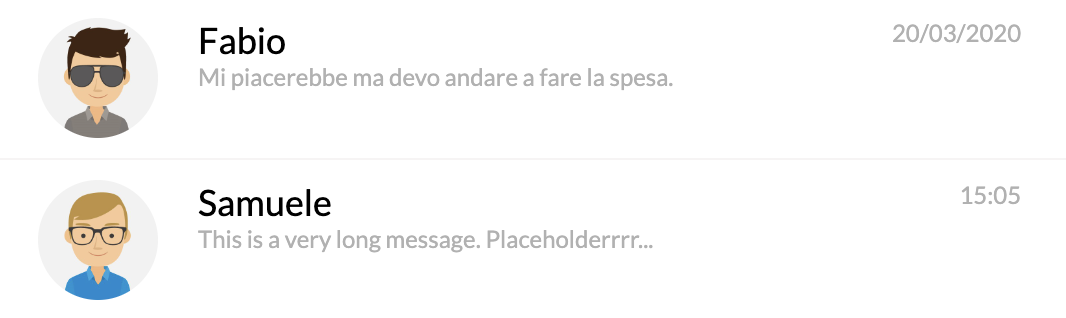 Fabio
20/03/2020
Mi piacerebbe ma devo andare a fare la spesa.
Samuele
15:05
This is a very long message. Placeholderrrr...